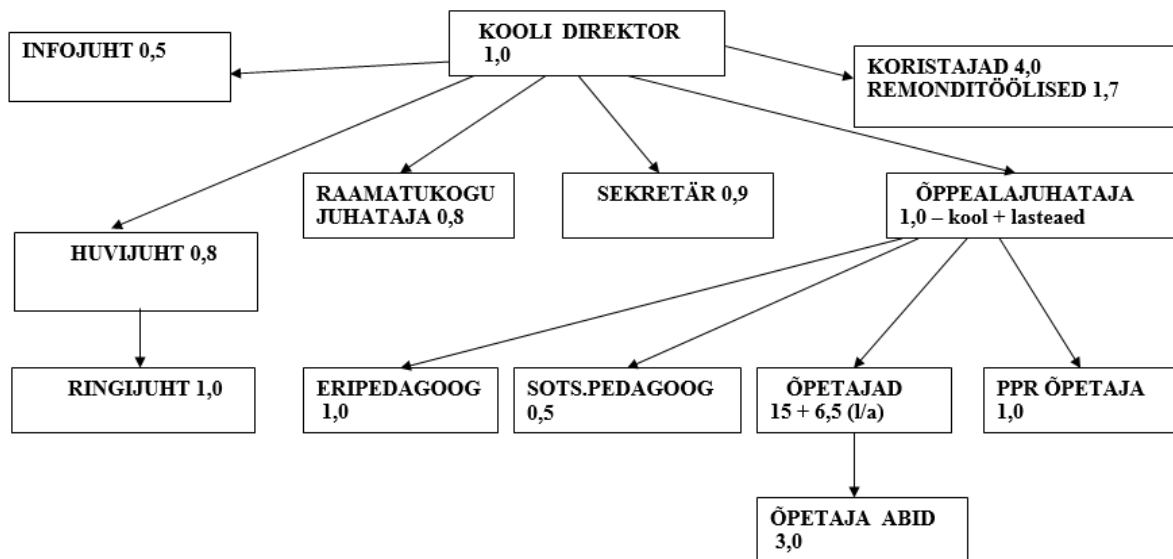 KOOLI DIREKTOR
1,0
INFOJUHT 0,5
KORISTAJAD 4,0
REMONDITÖÖLISED 1,7
RAAMATUKOGU
JUHATAJA 0,8
SEKRETÄR 0,9
ÕPPEALAJUHATAJA
1,0 – kool + lasteaed
HUVIJUHT 0,8
RINGIJUHT 1,0
ERIPEDAGOOG
1,0
SOTS.PEDAGOOG
0,5
ÕPETAJAD
15 + 6,5 (l/a)
PPR ÕPETAJA
1,0
ÕPETAJA ABID
3,0